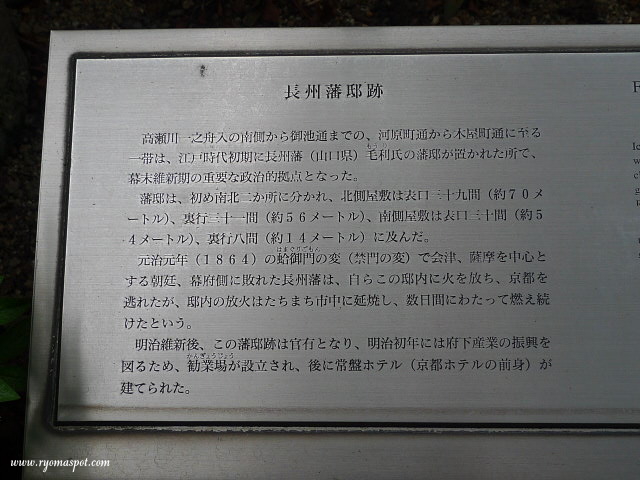 長州藩邸跡
高瀬川一之舟入の南側から御池通までの、河原町通から木屋町通に至る
一帯は、江戸時代初期に長州藩（山口県）毛利氏の藩邸が置かれた所で、
幕末維新期の重要な政治的拠点となった。
藩邸は、初め南北二か所に分かれ、北側屋敷は表口三十九間（約７０メ
ートル）、裏行三十一間（約５６メートル）、南側屋敷は表口三十間（約５
４メートル）、裏行八間（約１４メートル）に及んだ。
元治元年（１８６４）の蛤御門の変（禁門の変）で会津、薩摩を中心と
する朝廷、幕府側に敗れた長州藩は、自らこの邸内に火を放ち、京都を
逃れたが、邸内の放火はたちまち市中に延焼し、数日間にわたって燃え続
けたという。
明治維新後、この藩邸跡は官有となり、明治初年には府下産業の振興を
図るため、勧業場が設立され、後に常盤ホテル（京都ホテルの前身）が
建てられた。
www.ryomaspot.com